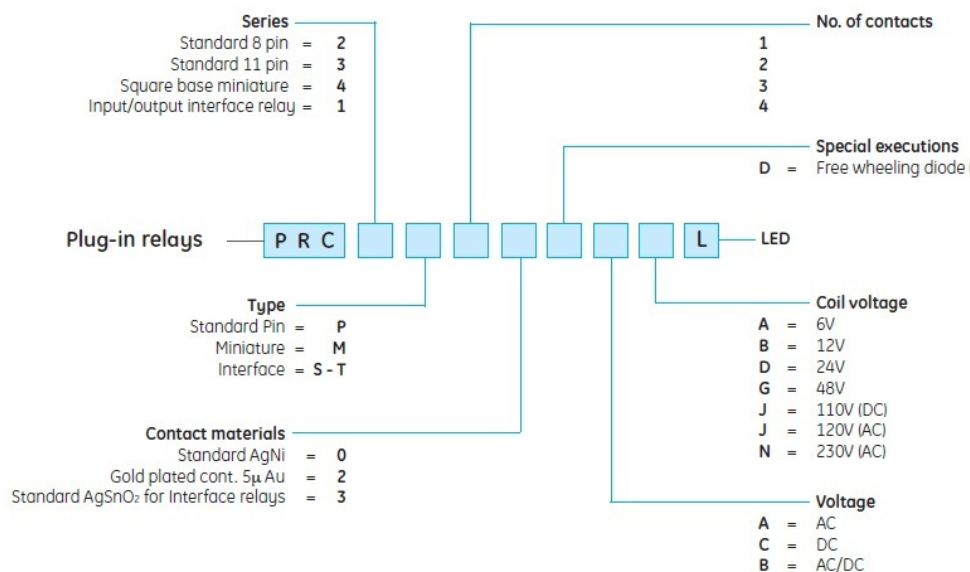 Series
Standard 8 pin = 2
Standard 11 pin = 3
Square base miniature = 4
Input/output interface relay = 1
No. of contacts
1
2
3
4
Special executions
D = Free wheeling diode (
Plug-in relays
P R C
L
LED
Type
Standard Pin = P
Miniature = M
Interface = S - T
Contact materials
Standard AgNi = 0
Gold plated cont. 5μ Au = 2
Standard AgSnO₂ for Interface relays = 3
Coil voltage
A = 6V
B = 12V
D = 24V
G = 48V
J = 110V (DC)
J = 120V (AC)
N = 230V (AC)
Voltage
A = AC
C = DC
B = AC/DC